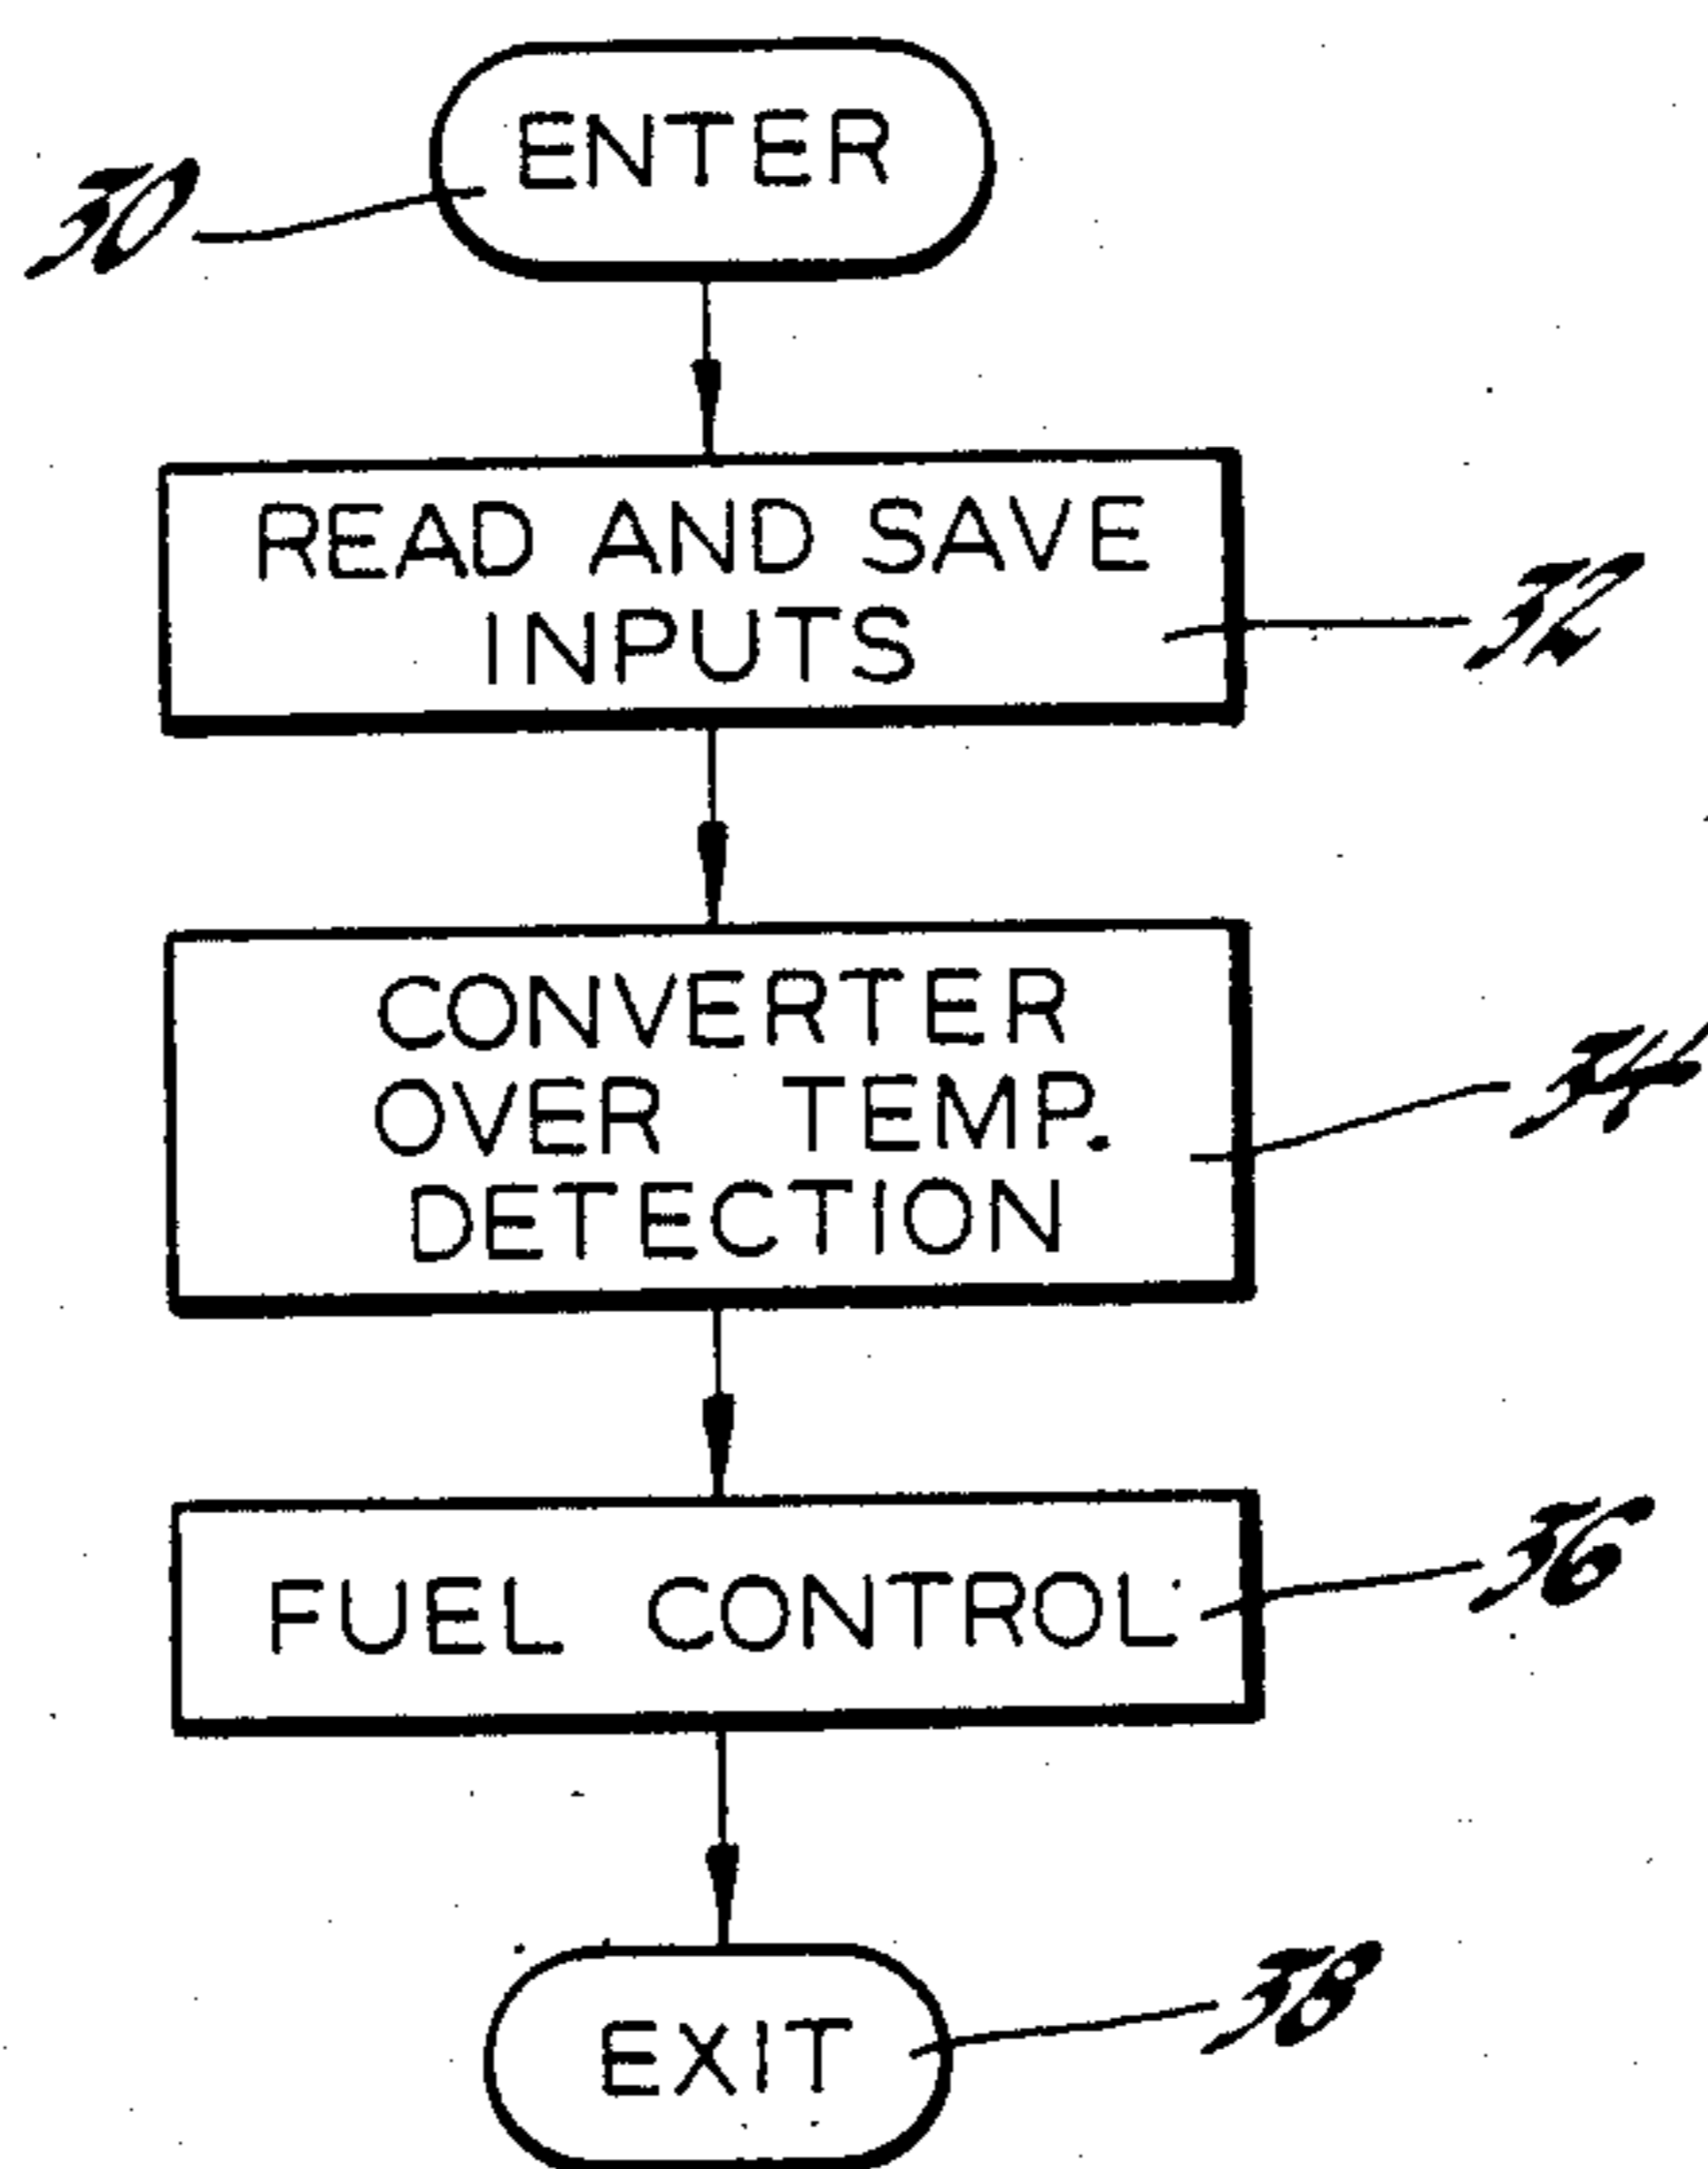 ENTER
30
READ AND SAVE
INPUTS
32
CONVERTER
OVER TEMP.
DETECTION
34
FUEL CONTROL
36
EXIT
38